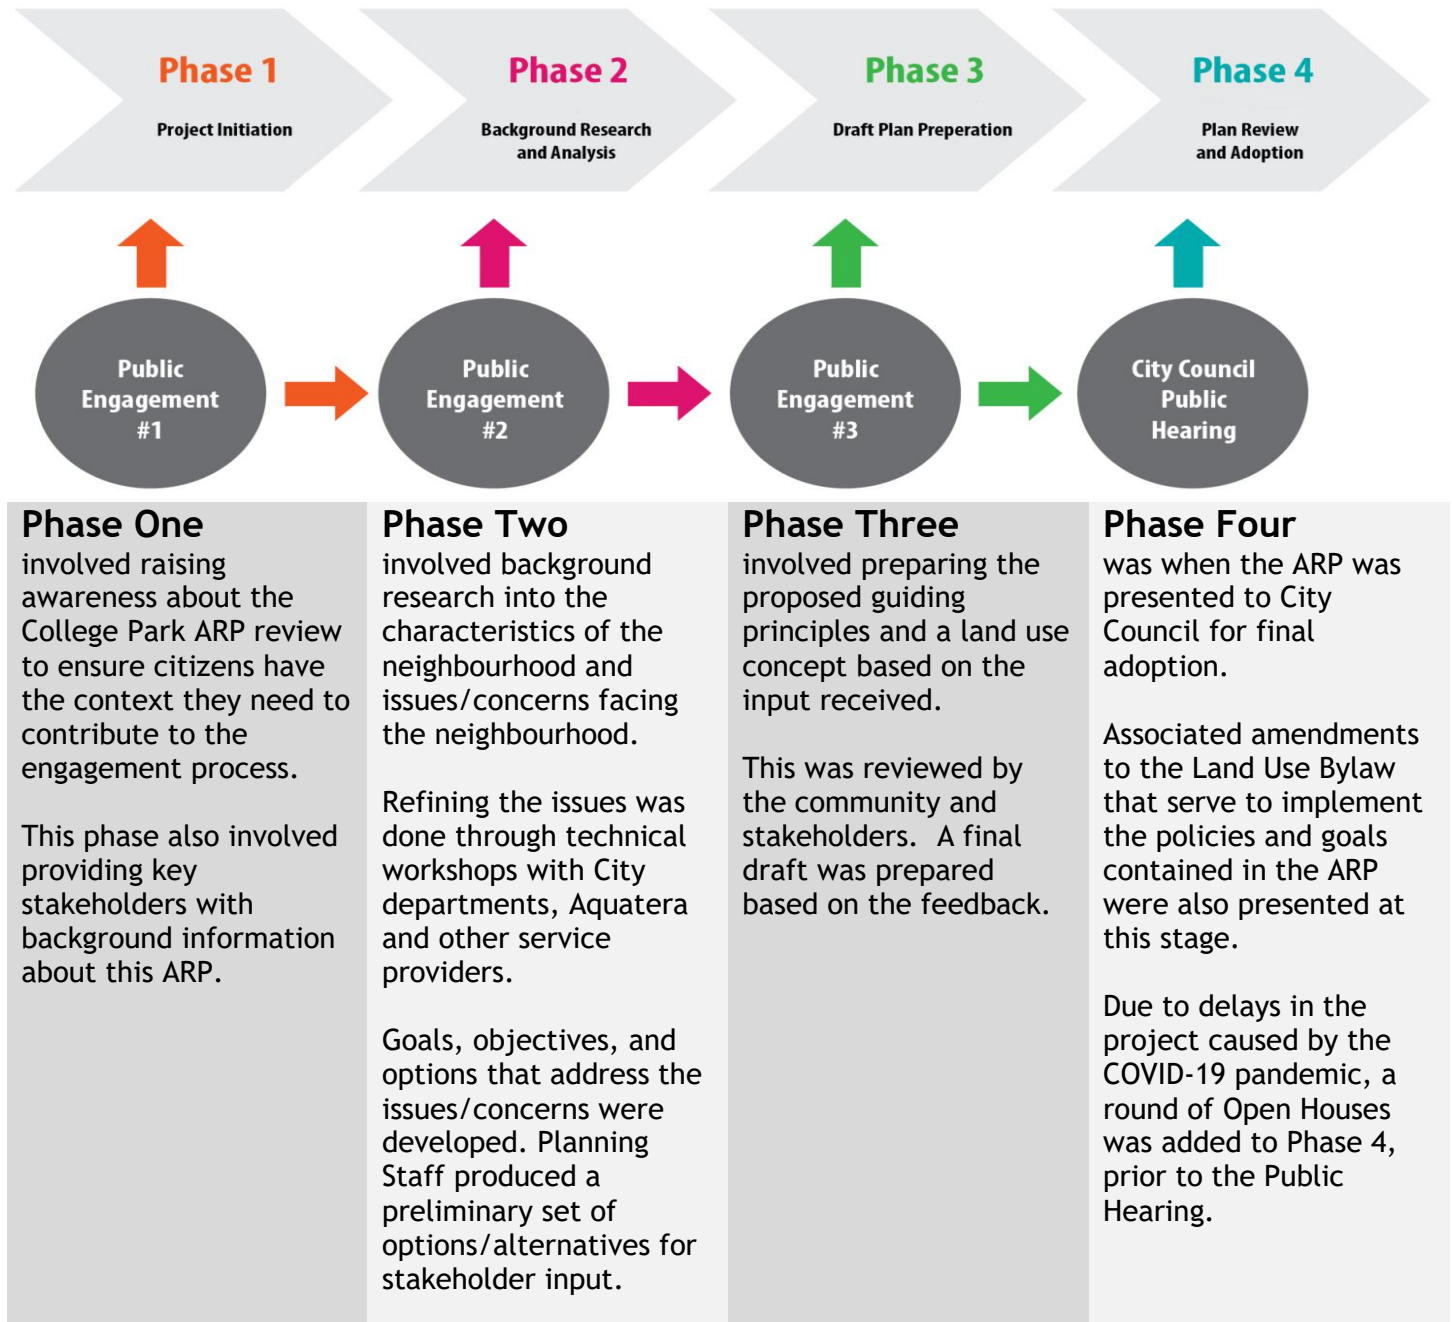 Phase 1
Project Initiation
Phase 2
Background Research
and Analysis
Phase 3
Draft Plan Preperation
Phase 4
Plan Review
and Adoption
Public
Engagement
#1
Public
Engagement
#2
Public
Engagement
#3
City Council
Public
Hearing
Phase One
involved raising
awareness about the
College Park ARP review
to ensure citizens have
the context they need to
contribute to the
engagement process.
This phase also involved
providing key
stakeholders with
background information
about this ARP.
Phase Two
involved background
research into the
characteristics of the
neighbourhood and
issues/concerns facing
the neighbourhood.
Refining the issues was
done through technical
workshops with City
departments, Aquatera
and other service
providers.
Goals, objectives, and
options that address the
issues/concerns were
developed. Planning
Staff produced a
preliminary set of
options/alternatives for
stakeholder input.
Phase Three
involved preparing the
proposed guiding
principles and a land use
concept based on the
input received.
This was reviewed by
the community and
stakeholders.  A final
draft was prepared
based on the feedback.
Phase Four
was when the ARP was
presented to City
Council for final
adoption.
Associated amendments
to the Land Use Bylaw
that serve to implement
the policies and goals
contained in the ARP
were also presented at
this stage.
Due to delays in the
project caused by the
COVID-19 pandemic, a
round of Open Houses
was added to Phase 4,
prior to the Public
Hearing.